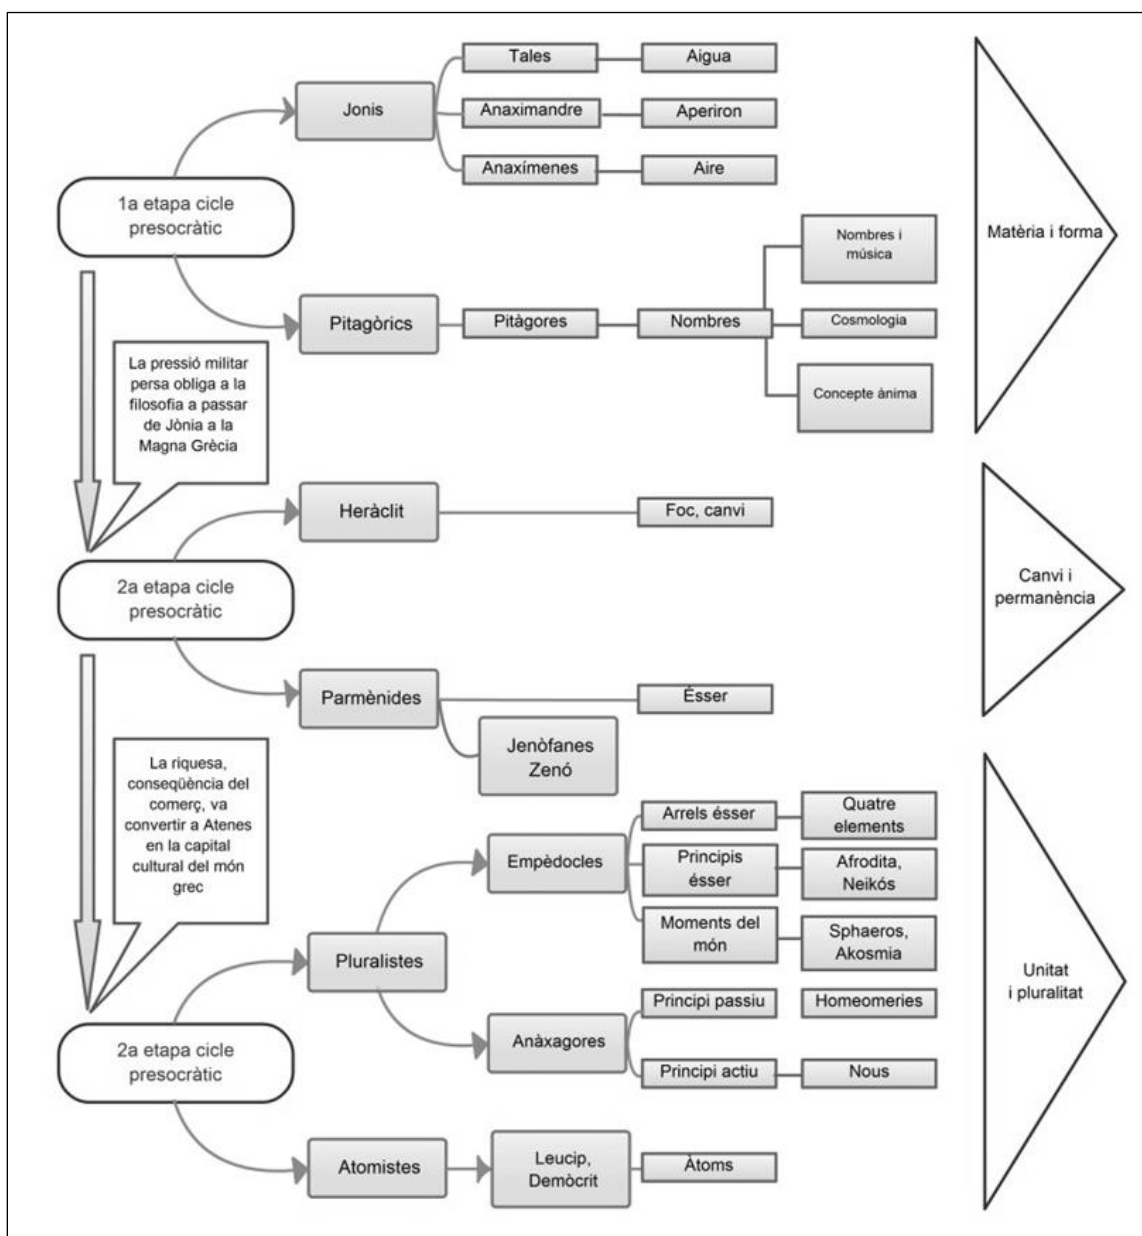 1a etapa cicle
presocràtic
Jonis
Tales
Aigua
Anaximandre
Aperiron
Anaxímenes
Aire
Pitagòrics
Pitàgores
Nombres
Nombres i
música
Cosmologia
Concepte ànima
Matèria i forma
La pressió militar
persa obliga a la
filosofia a passar
de Jònia a la
Magna Grècia
2a etapa cicle
presocràtic
Heràclit
Foc, canvi
Parmènides
Ésser
Jenòfanes
Zenó
Canvi i
permanència
La riquesa,
conseqüència del
comerç, va
convertir a Atenes
en la capital
cultural del món
grec
2a etapa cicle
presocràtic
Pluralistes
Empèdocles
Arrels ésser
Quatre
elements
Principis
ésser
Afrodita,
Neikós
Moments del
món
Sphaeros,
Akosmia
Anàxagores
Principi passiu
Homeomeries
Principi actiu
Nous
Atomistes
Leucip,
Demòcrit
Àtoms
Unitat
i pluralitat